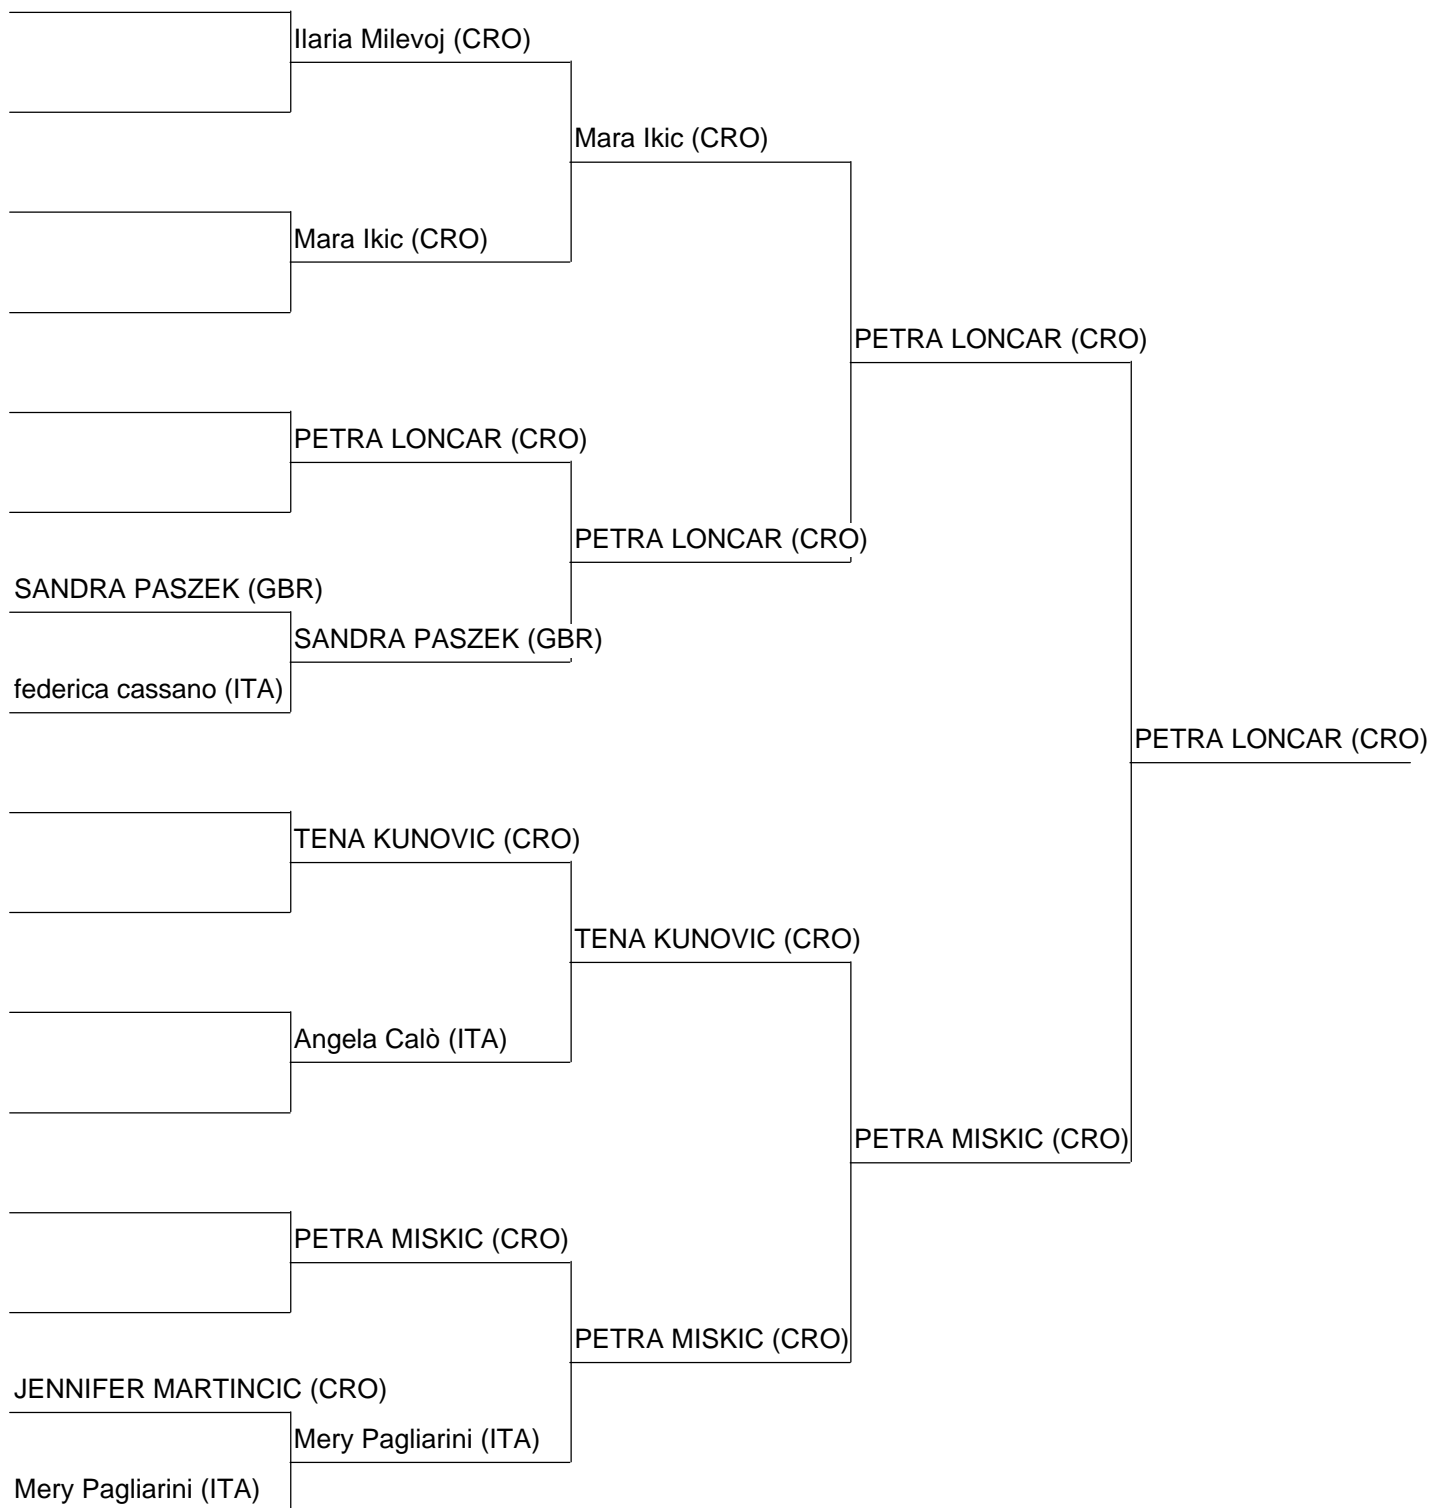 Ilaria Milevoj (CRO)
Mara Ikic (CRO)
Mara Ikic (CRO)
PETRA LONCAR (CRO)
PETRA LONCAR (CRO)
PETRA LONCAR (CRO)
SANDRA PASZEK (GBR)
SANDRA PASZEK (GBR)
federica cassano (ITA)
PETRA LONCAR (CRO)
TENA KUNOVIC (CRO)
TENA KUNOVIC (CRO)
Angela Calò (ITA)
PETRA MISKIC (CRO)
PETRA MISKIC (CRO)
PETRA MISKIC (CRO)
JENNIFER MARTINCIC (CRO)
Mery Pagliarini (ITA)
Mery Pagliarini (ITA)